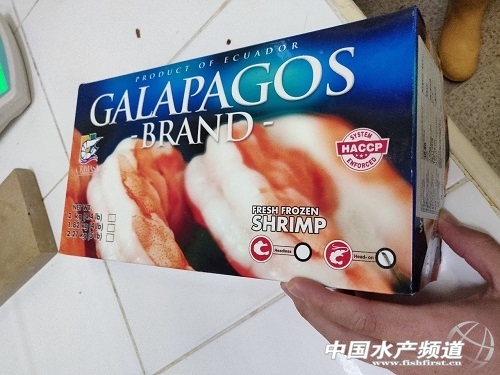 PRODUCT OF ECUADOR
GALAPAGOS
-BRAND-
SYSTEM
HACCP
ENFORCED
NET WT.
FRESH FROZEN
SHRIMP
Headless
Head-on
中国水产频道
www.fishfirst.cn